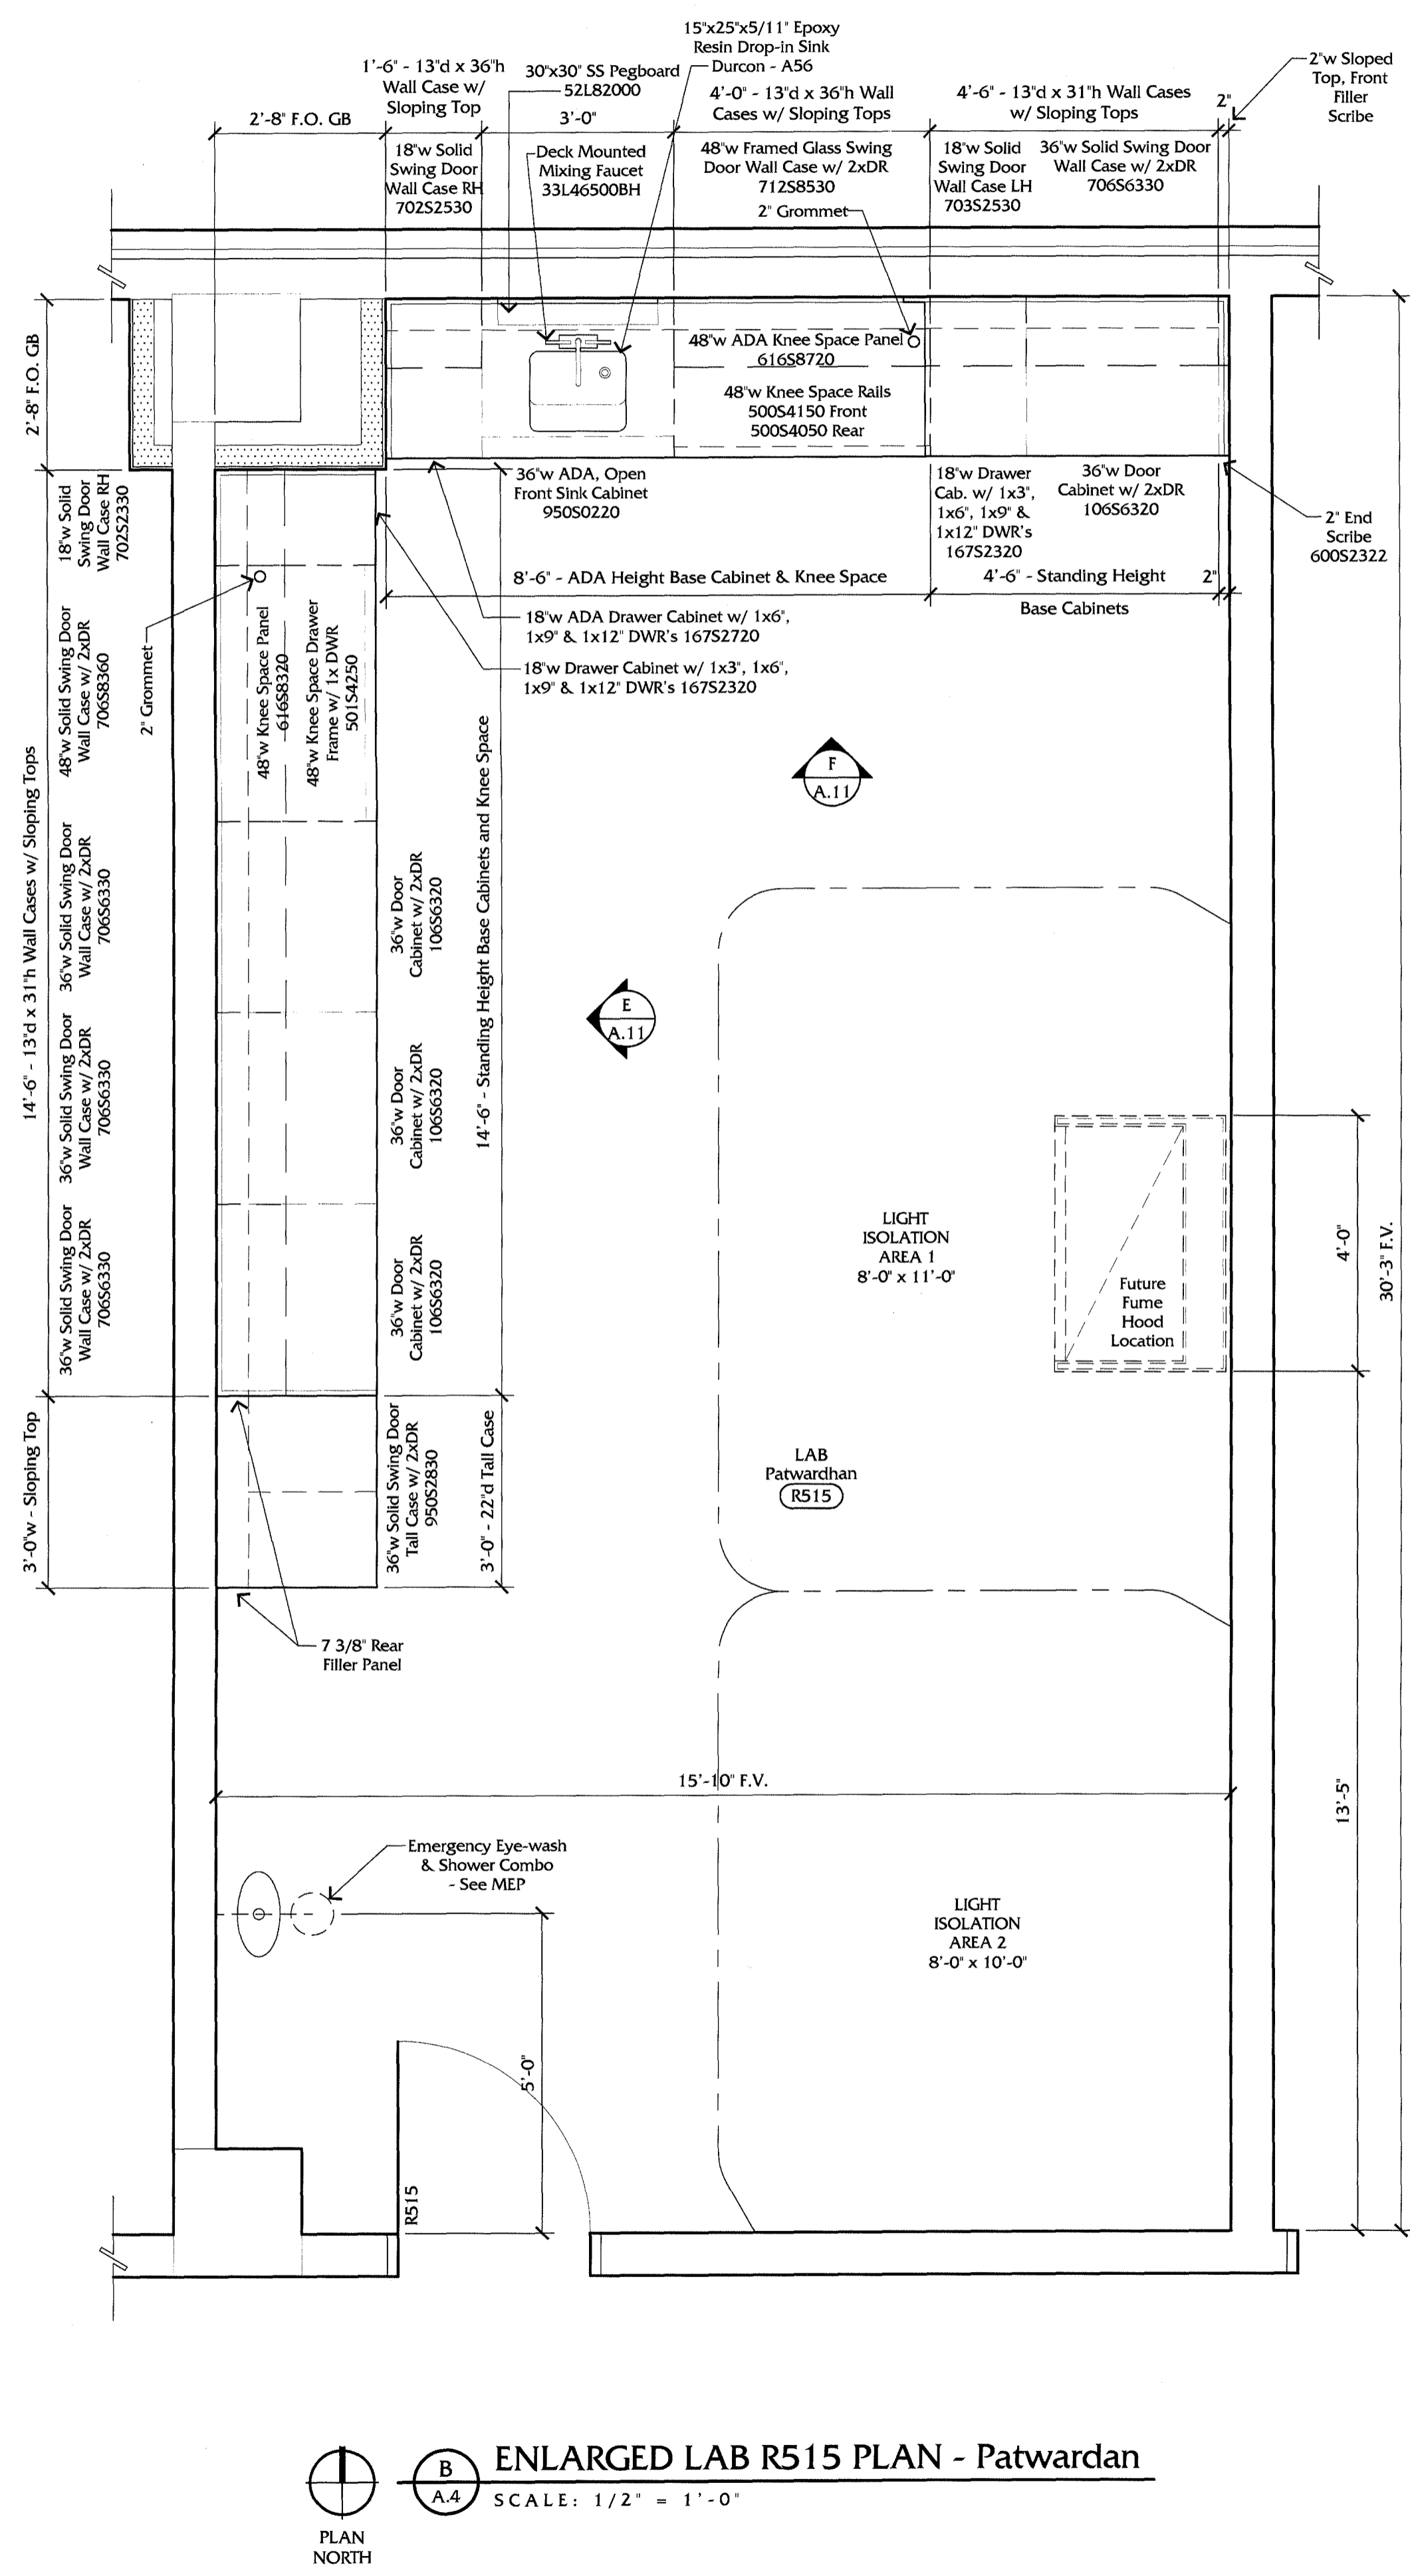 15"x25"x5/11" Epoxy
Resin Drop-in Sink
Durcon - A56
1'-6" - 13"d x 36"h
Wall Case w/
Sloping Top
30"x30" SS Pegboard
52L82000
2"w Sloped
Top, Front
Filler
Scribe
2'-8" F.O. GB
3'-0"
4'-0" - 13"d x 36"h Wall
Cases w/ Sloping Tops
4'-6" - 13"d x 31"h Wall Cases
w/ Sloping Tops
2"
18"w Solid
Swing Door
Wall Case RH
702S2530
Deck Mounted
Mixing Faucet
33L46500BH
48"w Framed Glass Swing
Door Wall Case w/ 2xDR
712S8530
2" Grommet
18"w Solid
Swing Door
Wall Case LH
703S2530
36"w Solid Swing Door
Wall Case w/ 2xDR
706S6330
2'-8" F.O. GB
48"w ADA Knee Space Panel
616S8720
48"w Knee Space Rails
500S4150 Front
500S4050 Rear
36"w ADA, Open
Front Sink Cabinet
950S0220
18"w Drawer
Cab. w/ 1x3",
1x6", 1x9" &
1x12" DWR's
167S2320
36"w Door
Cabinet w/ 2xDR
106S6320
2" End
Scribe
600S2322
8'-6" - ADA Height Base Cabinet & Knee Space
4'-6" - Standing Height
Base Cabinets
2"
18"w ADA Drawer Cabinet w/ 1x6",
1x9" & 1x12" DWR's 167S2720
18"w Drawer Cabinet w/ 1x3", 1x6",
1x9" & 1x12" DWR's 167S2320
18"w Solid
Swing Door
Wall Case RH
702S2330
48"w Solid Swing Door
Wall Case w/ 2xDR
706S8360
2" Grommet
48"w Knee Space Panel
616S8320
48"w Knee Space Drawer
Frame w/ 1x DWR
501S4250
14'-6" - 13"d x 31"h Wall Cases w/ Sloping Tops
36"w Solid Swing Door
Wall Case w/ 2xDR
706S6330
36"w Solid Swing Door
Wall Case w/ 2xDR
706S6330
36"w Solid Swing Door
Wall Case w/ 2xDR
706S6330
36"w Door
Cabinet w/ 2xDR
106S6320
36"w Door
Cabinet w/ 2xDR
106S6320
36"w Door
Cabinet w/ 2xDR
106S6320
14'-6" - Standing Height Base Cabinets and Knee Space
F
A.11
E
A.11
LIGHT
ISOLATION
AREA 1
8'-0" x 11'-0"
Future
Fume
Hood
Location
4'-0"
30'-3" F.V.
3'-0"w - Sloping Top
36"w Solid Swing Door
Tall Case w/ 2xDR
950S2830
3'-0" - 22"d Tall Case
LAB
Patwardhan
R515
7 3/8" Rear
Filler Panel
15'-10" F.V.
13'-5"
Emergency Eye-wash
& Shower Combo
- See MEP
LIGHT
ISOLATION
AREA 2
8'-0" x 10'-0"
5'-0"
R515
B
A.4
ENLARGED LAB R515 PLAN - Patwardan
SCALE: 1/2" = 1'-0"
PLAN
NORTH